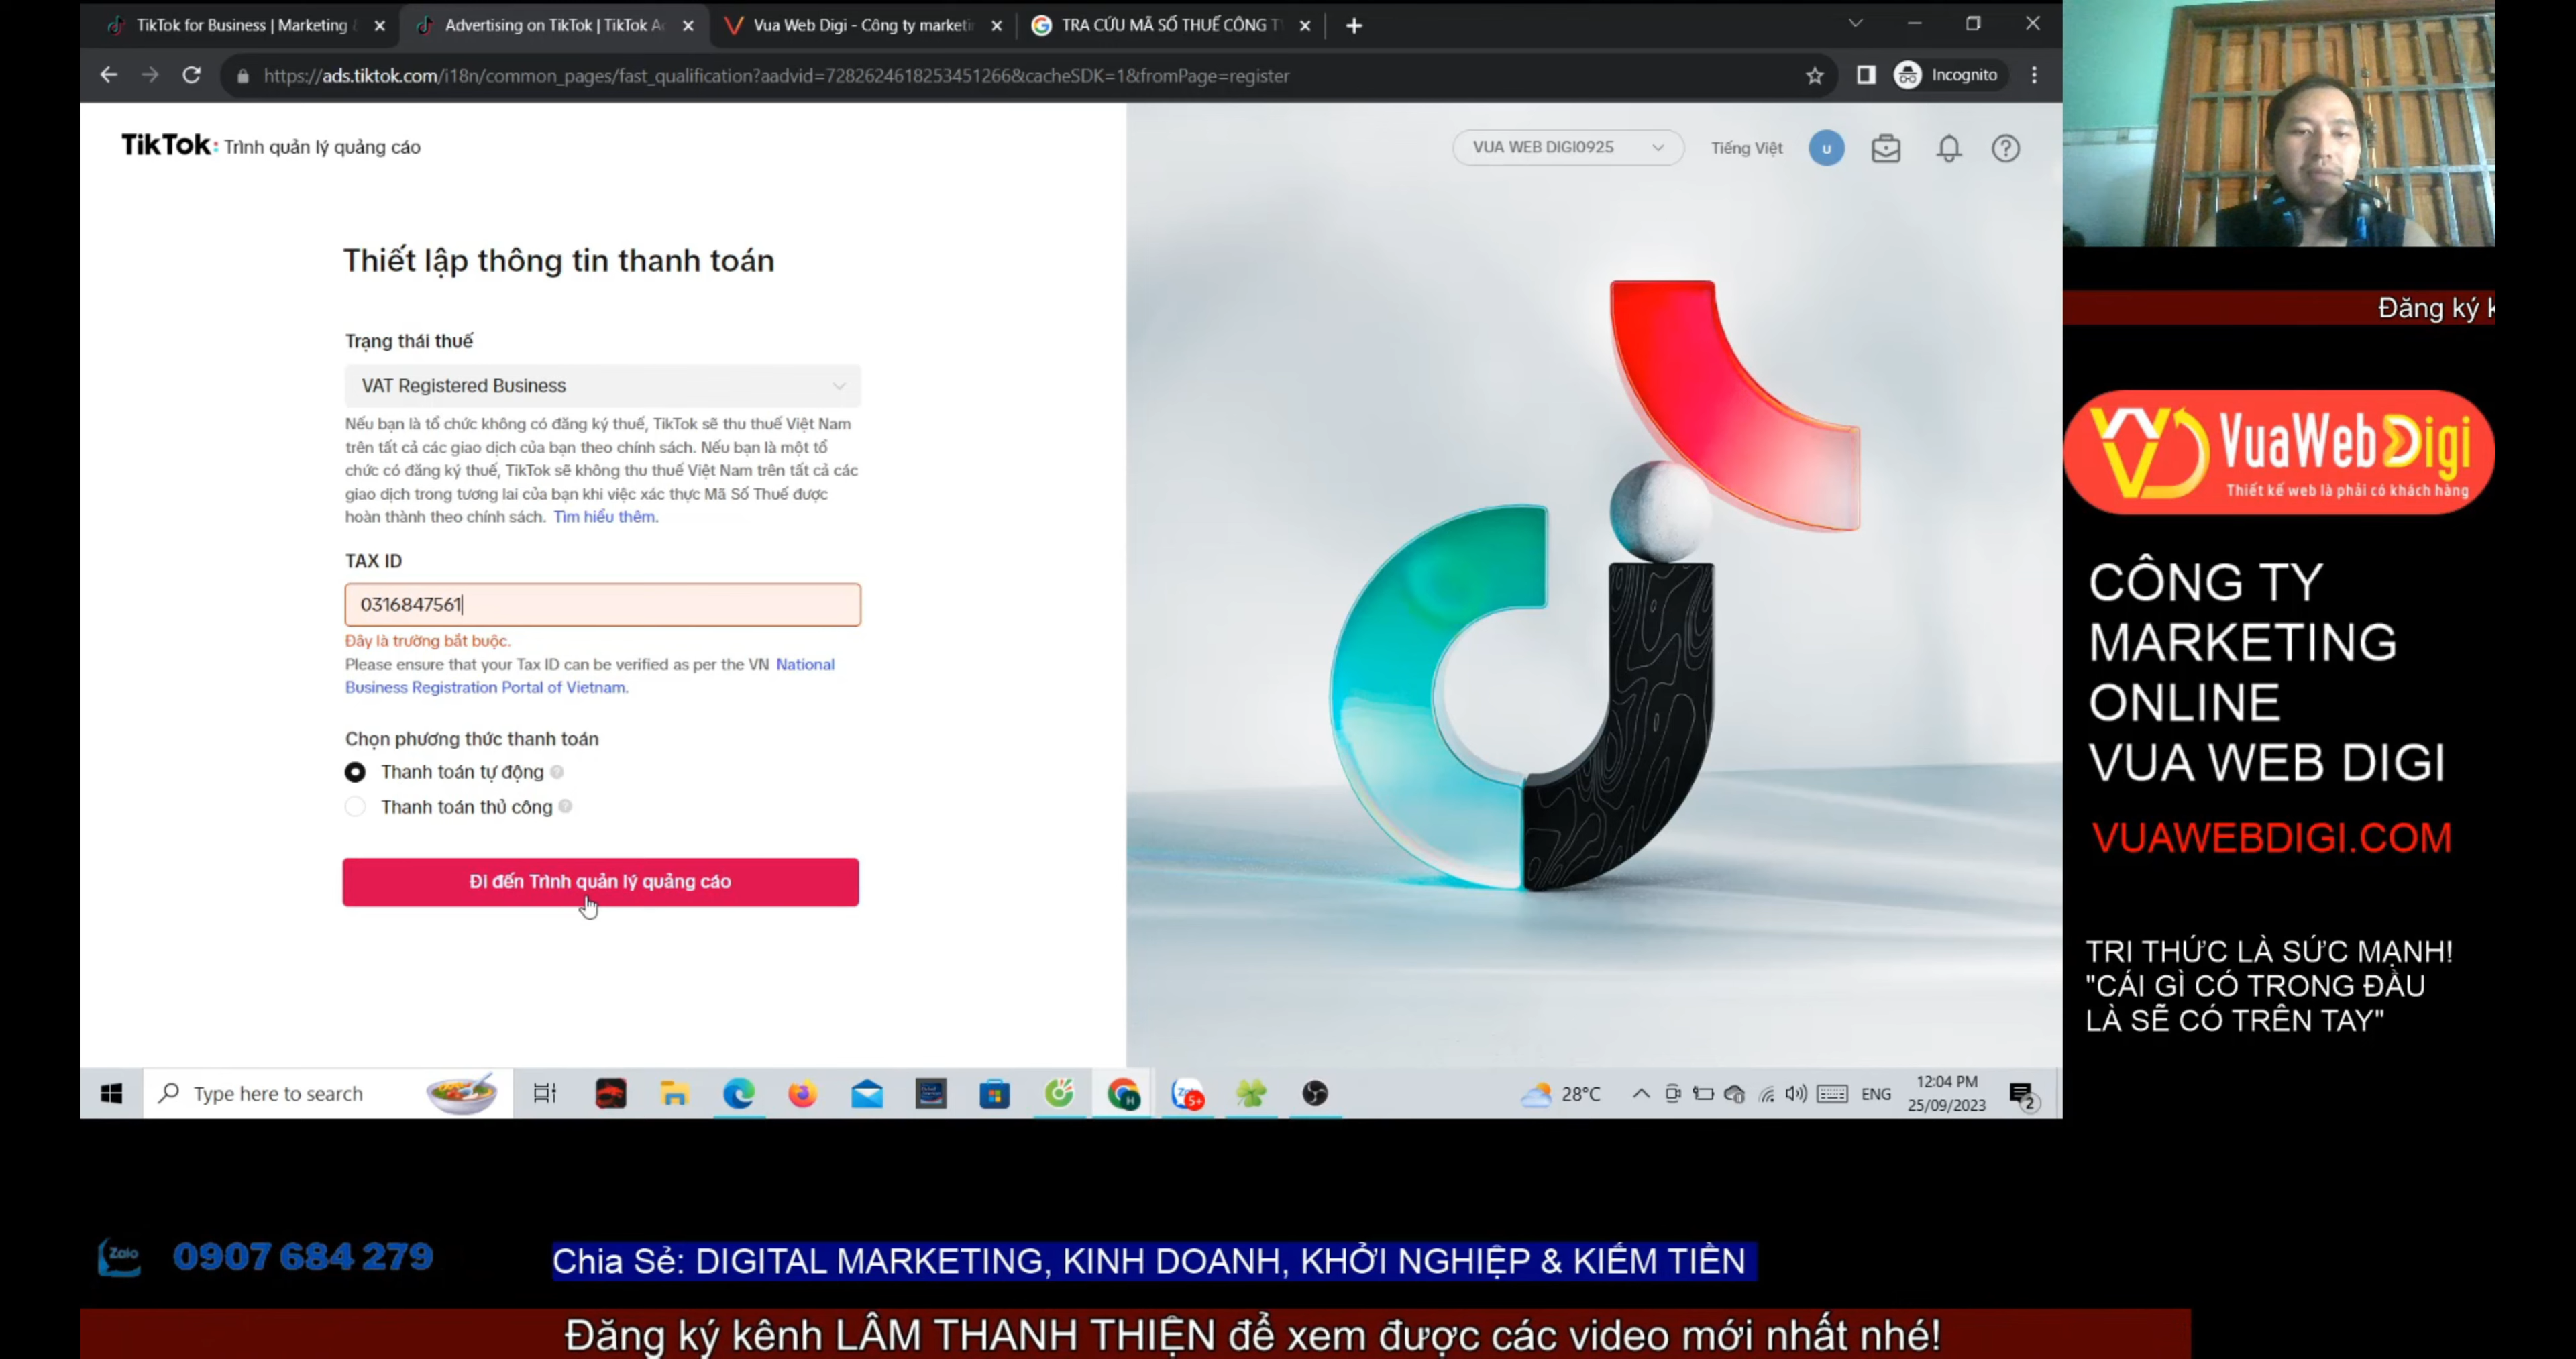 TikTok for Business | Marketing
Advertising on TikTok | TikTok A
Vua Web Digi - Công ty marketi
TRA CỨU MÃ SỐ THUẾ CÔNG T
https://ads.tiktok.com/i18n/common_pages/fast_qualification?aadvid=7282624618253451266&cacheSDK=1&fromPage=register
Incognito
TikTok: Trình quản lý quảng cáo
VUA WEB DIGI0925
Tiếng Việt
U
Thiết lập thông tin thanh toán
Trạng thái thuế
VAT Registered Business
Nếu bạn là tổ chức không có đăng ký thuế, TikTok sẽ thu thuế Việt Nam
trên tất cả các giao dịch của bạn theo chính sách. Nếu bạn là một tổ
chức có đăng ký thuế, TikTok sẽ không thu thuế Việt Nam trên tất cả các
giao dịch trong tương lai của bạn khi việc xác thực Mã Số Thuế được
hoàn thành theo chính sách. Tìm hiểu thêm.
TAX ID
0316847561
Đây là trường bắt buộc.
Please ensure that your Tax ID can be verified as per the VN National
Business Registration Portal of Vietnam.
Chọn phương thức thanh toán
Thanh toán tự động
Thanh toán thủ công
Đi đến Trình quản lý quảng cáo
Type here to search
5+
28°C
ENG
12:04 PM
25/09/2023
2
Đăng ký k
VuaWebDigi
Thiết kế web là phải có khách hàng
CÔNG TY
MARKETING
ONLINE
VUA WEB DIGI
VUAWEBDIGI.COM
TRI THỨC LÀ SỨC MẠNH!
"CÁI GÌ CÓ TRONG ĐẦU
LÀ SẼ CÓ TRÊN TAY"
Zalo
0907 684 279
Chia Sẻ: DIGITAL MARKETING, KINH DOANH, KHỞI NGHIỆP & KIẾM TIỀN
Đăng ký kênh LÂM THANH THIỆN để xem được các video mới nhất nhé!